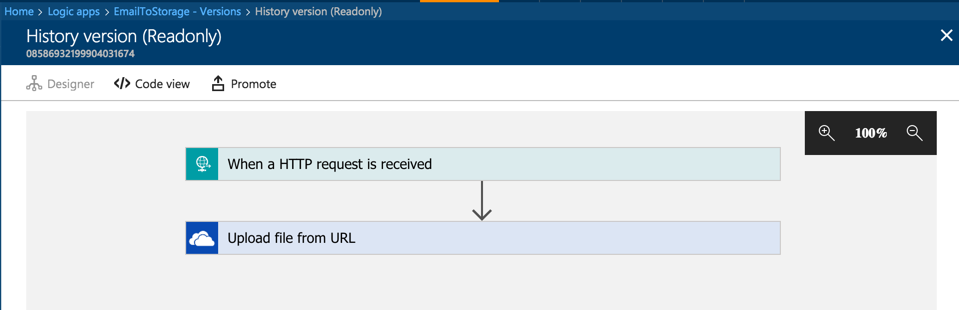 Home > Logic apps > EmailToStorage - Versions > History version (Readonly)
History version (Readonly)
08586932199904031674
Designer </> Code view Promote
100%
When a HTTP request is received
Upload file from URL